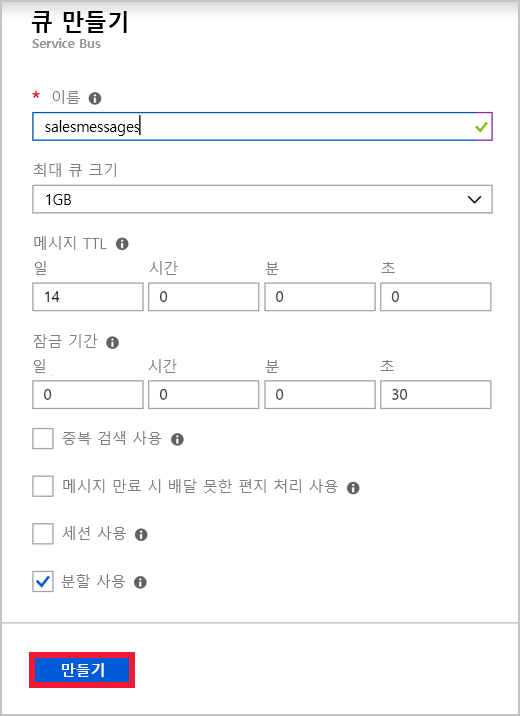 큐 만들기
Service Bus
* 이름
salesmessages
최대 큐 크기
1GB
메시지 TTL
일 시간 분 초
14 0 0 0
잠금 기간
일 시간 분 초
0 0 0 30
중복 검색 사용
메시지 만료 시 배달 못한 편지 처리 사용
세션 사용
분할 사용
만들기